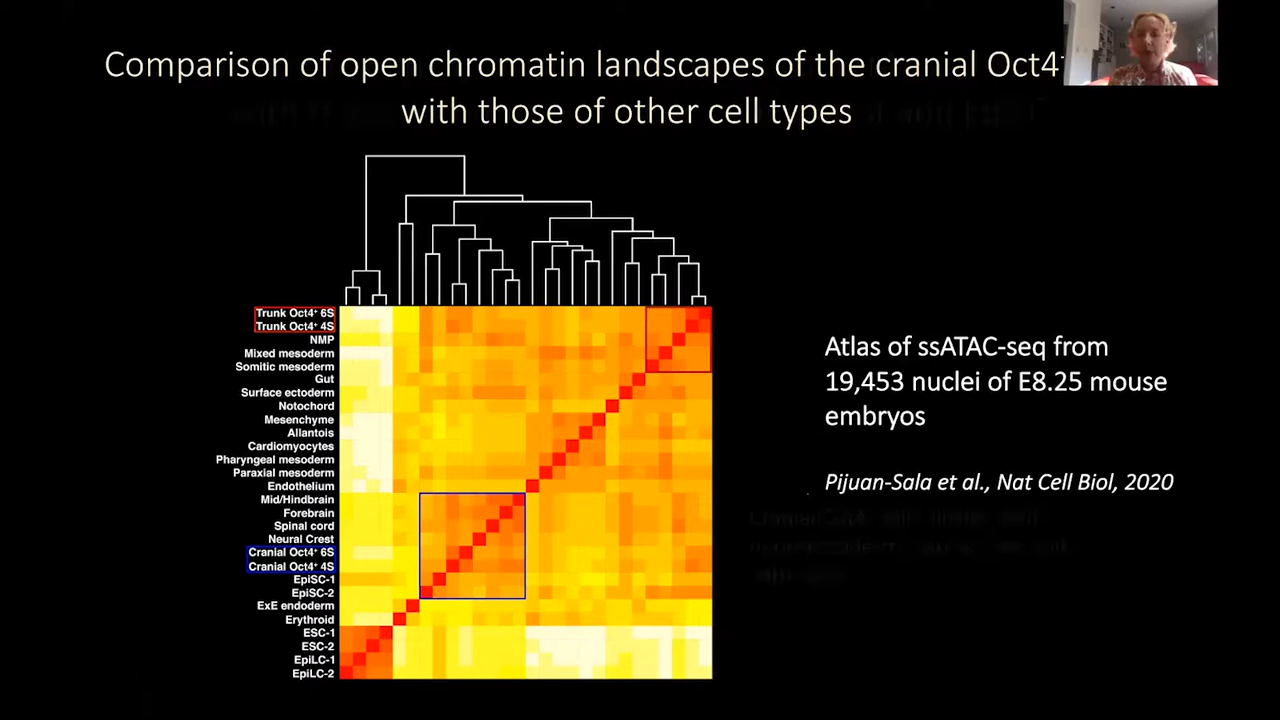 Comparison of open chromatin landscapes of the cranial Oct4⁺
with those of other cell types
Trunk Oct4⁺ 6S
Trunk Oct4⁺ 4S
NMP
Mixed mesoderm
Somitic mesoderm
Gut
Surface ectoderm
Notochord
Mesenchyme
Allantois
Cardiomyocytes
Pharyngeal mesoderm
Paraxial mesoderm
Endothelium
Mid/Hindbrain
Forebrain
Spinal cord
Neural Crest
Cranial Oct4⁺ 6S
Cranial Oct4⁺ 4S
EpiSC-1
EpiSC-2
ExE endoderm
Erythroid
ESC-1
ESC-2
EpiLC-1
EpiLC-2
Atlas of ssATAC-seq from
19,453 nuclei of E8.25 mouse
embryos
Pijuan-Sala et al., Nat Cell Biol, 2020